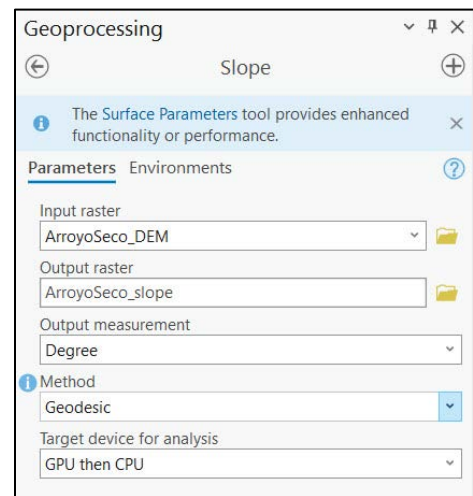 Geoprocessing
Slope
The Surface Parameters tool provides enhanced
functionality or performance.
Parameters Environments
Input raster
ArroyoSeco_DEM
Output raster
ArroyoSeco_slope
Output measurement
Degree
Method
Geodesic
Target device for analysis
GPU then CPU